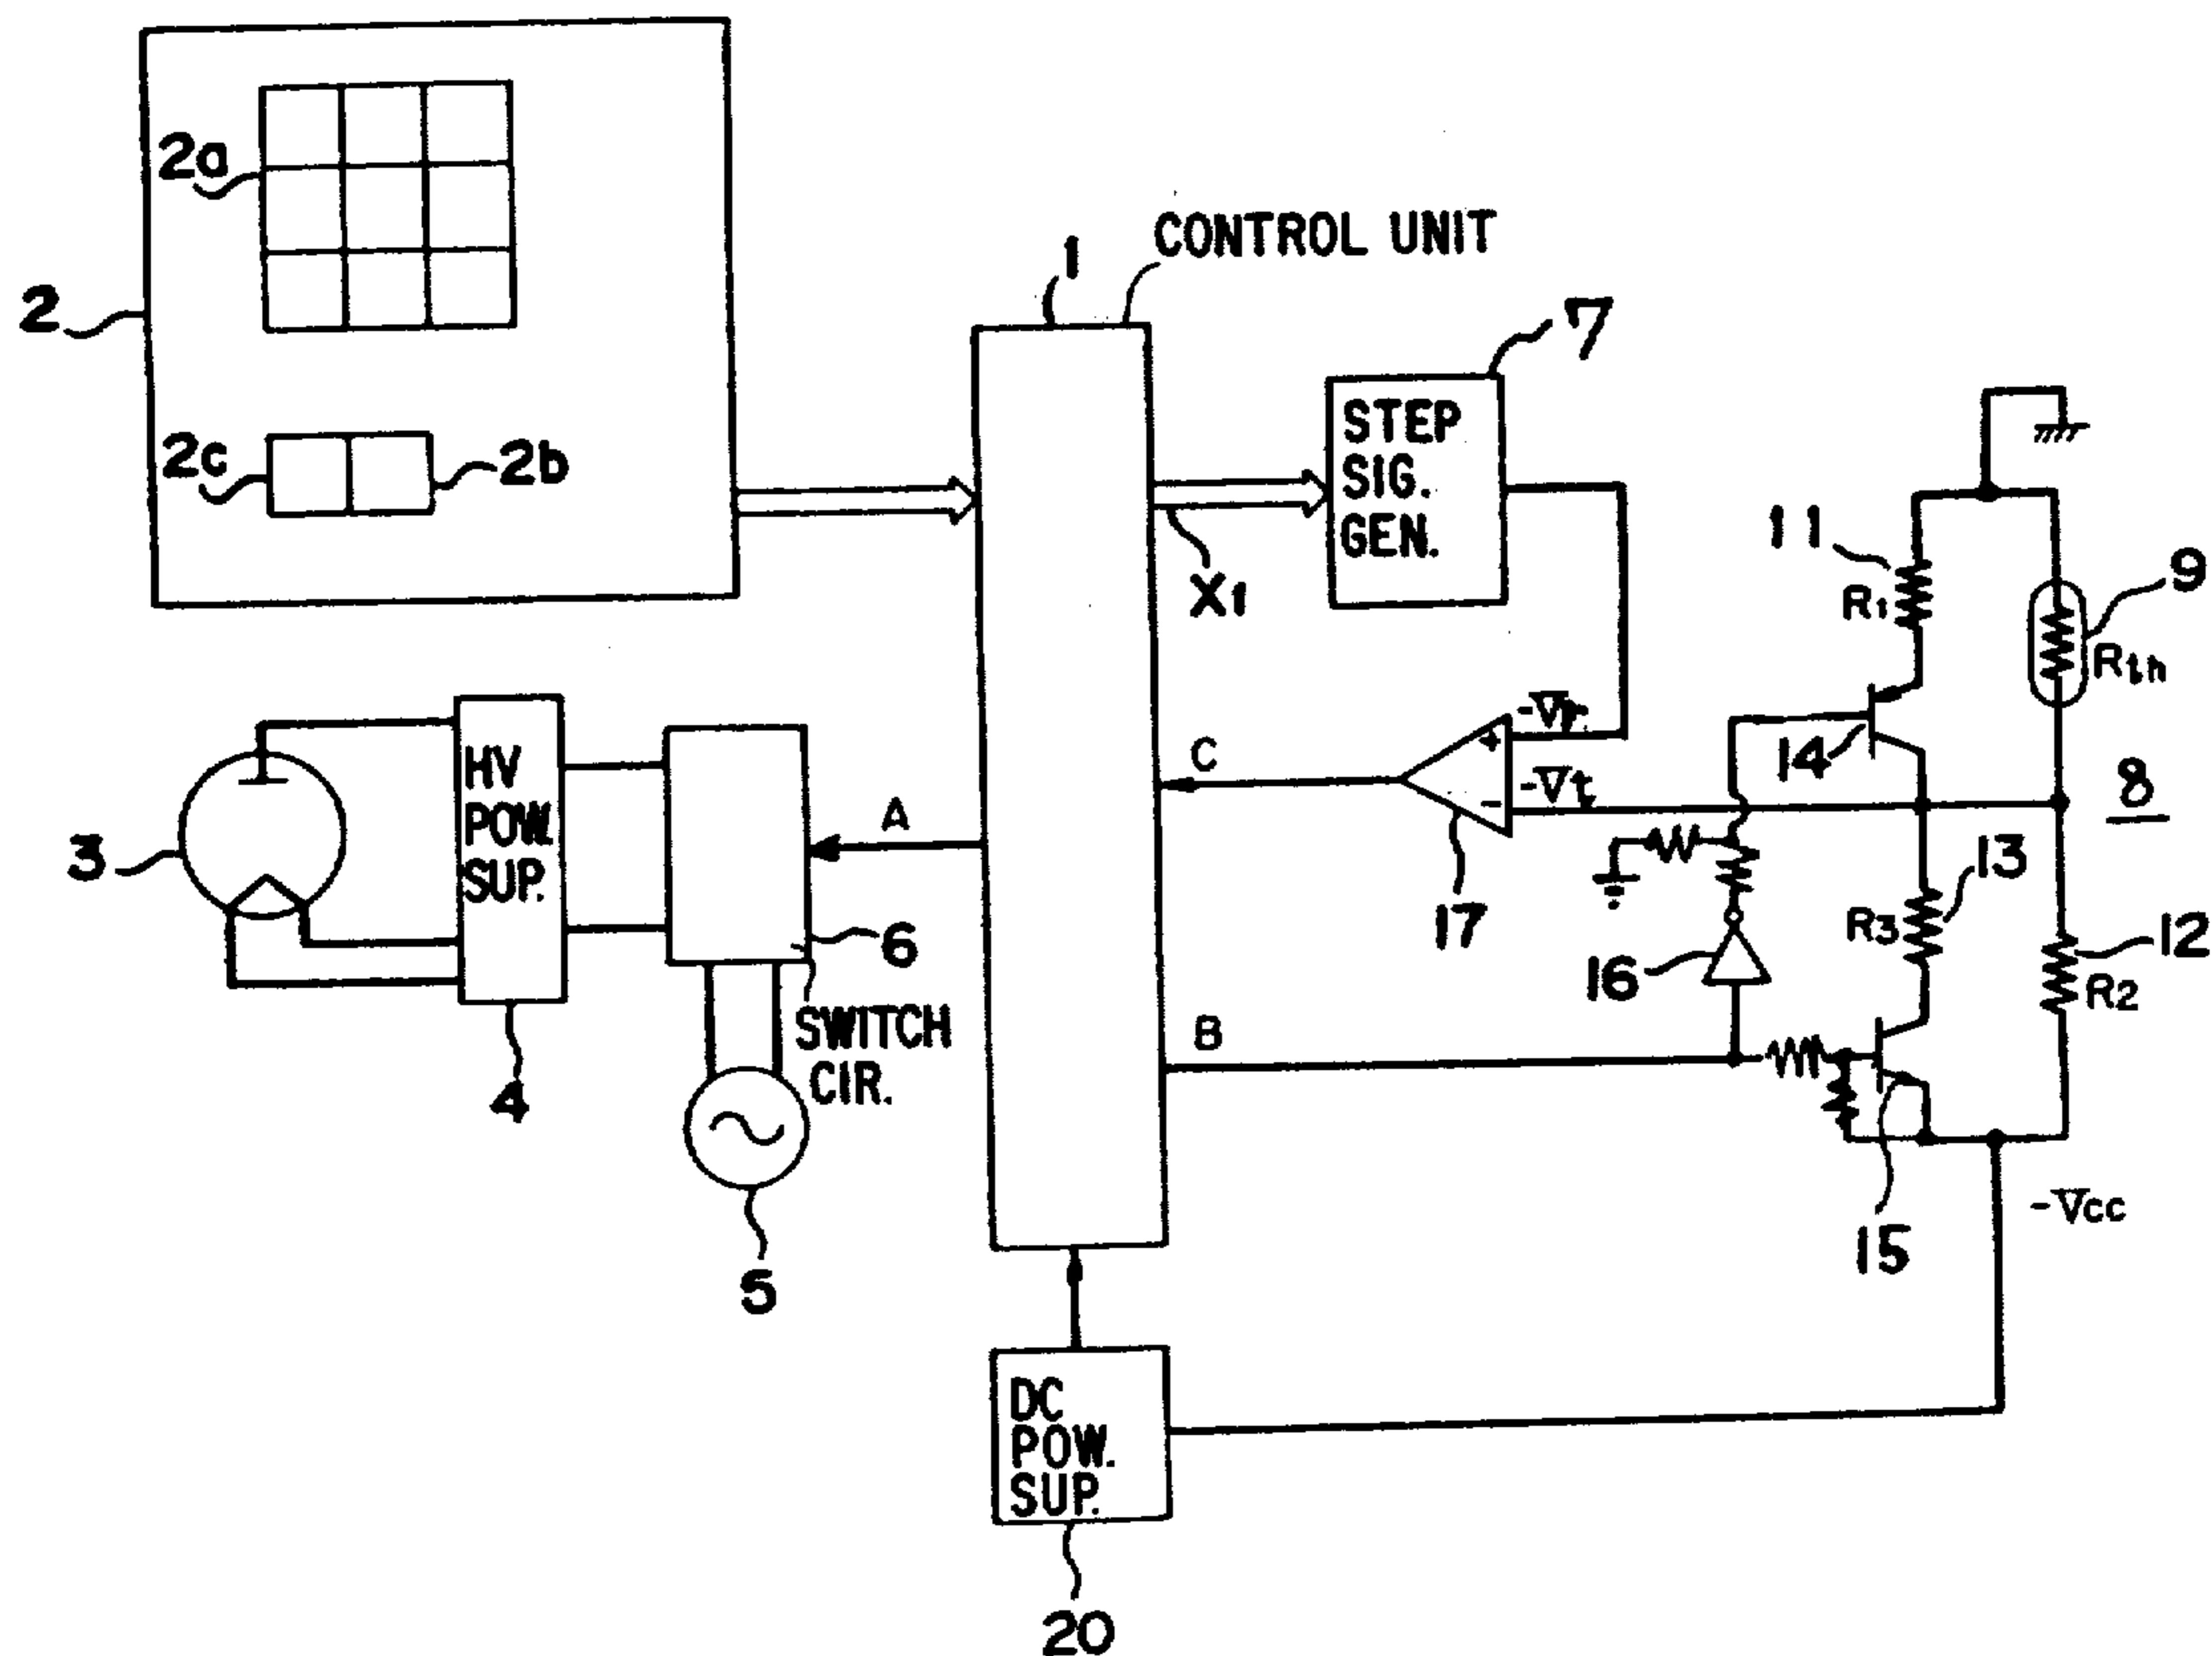 2a
2
2c
2b
1
CONTROL UNIT
7
STEP
SIG.
GEN.
X1
11
R1
9
Rth
14
8
-Vr
+
-Vt
-
C
17
HV
POW.
SUP.
3
4
A
6
SWITCH
CIR.
5
13
R3
12
R2
16
B
15
-Vcc
DC
POW.
SUP.
20